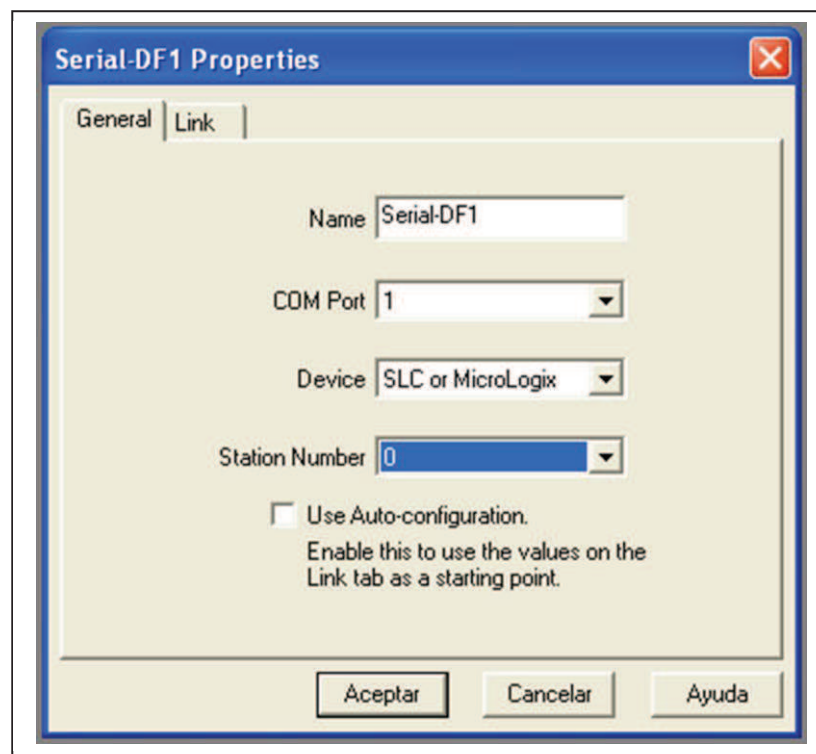 Serial-DF1 Properties
General Link
Name Serial-DF1
COM Port 1
Device SLC or MicroLogix
Station Number 0
Use Auto-configuration.
Enable this to use the values on the
Link tab as a starting point.
Aceptar Cancelar Ayuda